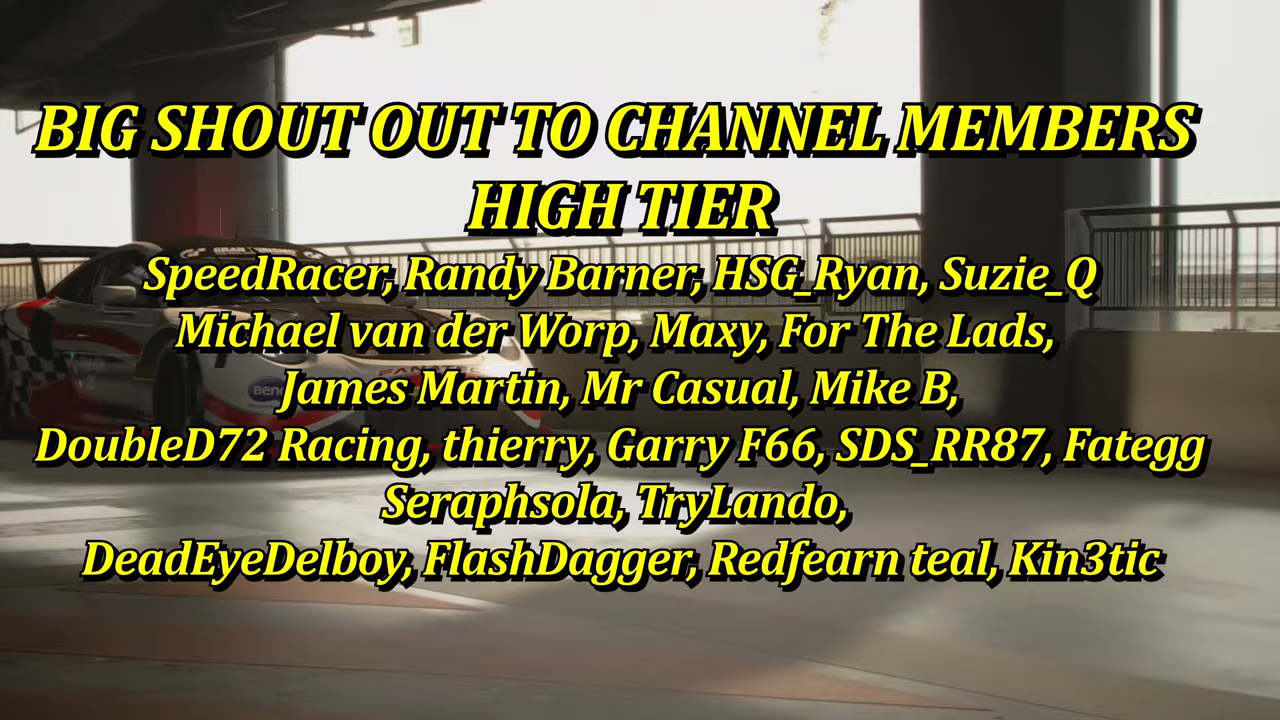 BIG SHOUT OUT TO CHANNEL MEMBERS
HIGH TIER
SpeedRacer, Randy Barner, HSG_Ryan, Suzie_Q
Michael van der Worp, Maxy, For The Lads,
James Martin, Mr Casual, Mike B,
DoubleD72 Racing, thierry, Garry F66, SDS_RR87, Fategg
Seraphsola, TryLando,
DeadEyeDelboy, FlashDagger, Redfearn teal, Kin3tic